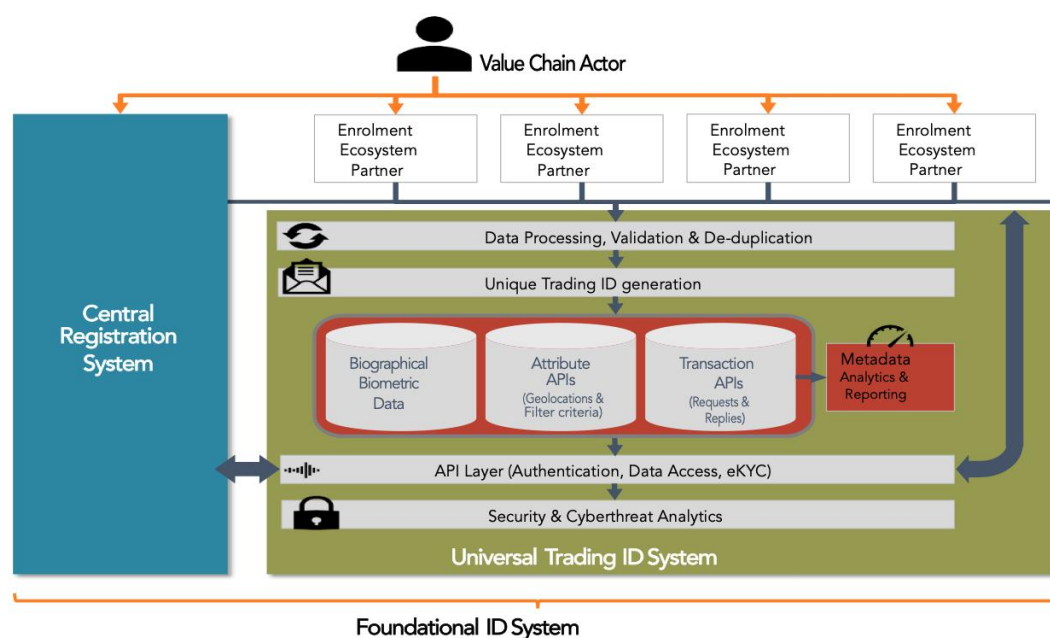 Value Chain Actor
Enrolment
Ecosystem
Partner
Enrolment
Ecosystem
Partner
Enrolment
Ecosystem
Partner
Enrolment
Ecosystem
Partner
Data Processing, Validation & De-duplication
Unique Trading ID generation
Central
Registration
System
Biographical
Biometric
Data
Attribute
APIs
(Geolocations &
Filter criteria)
Transaction
APIs
(Requests &
Replies)
Metadata
Analytics &
Reporting
API Layer (Authentication, Data Access, eKYC)
Security & Cyberthreat Analytics
Universal Trading ID System
Foundational ID System